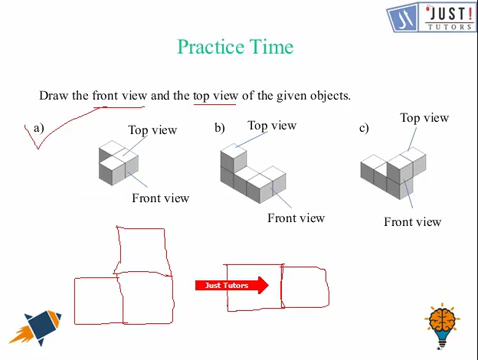 JUST!
TUTORS
Practice Time
Draw the front view and the top view of the given objects.
a)
Top view
Front view
b)
Top view
Front view
c)
Top view
Front view
Just Tutors